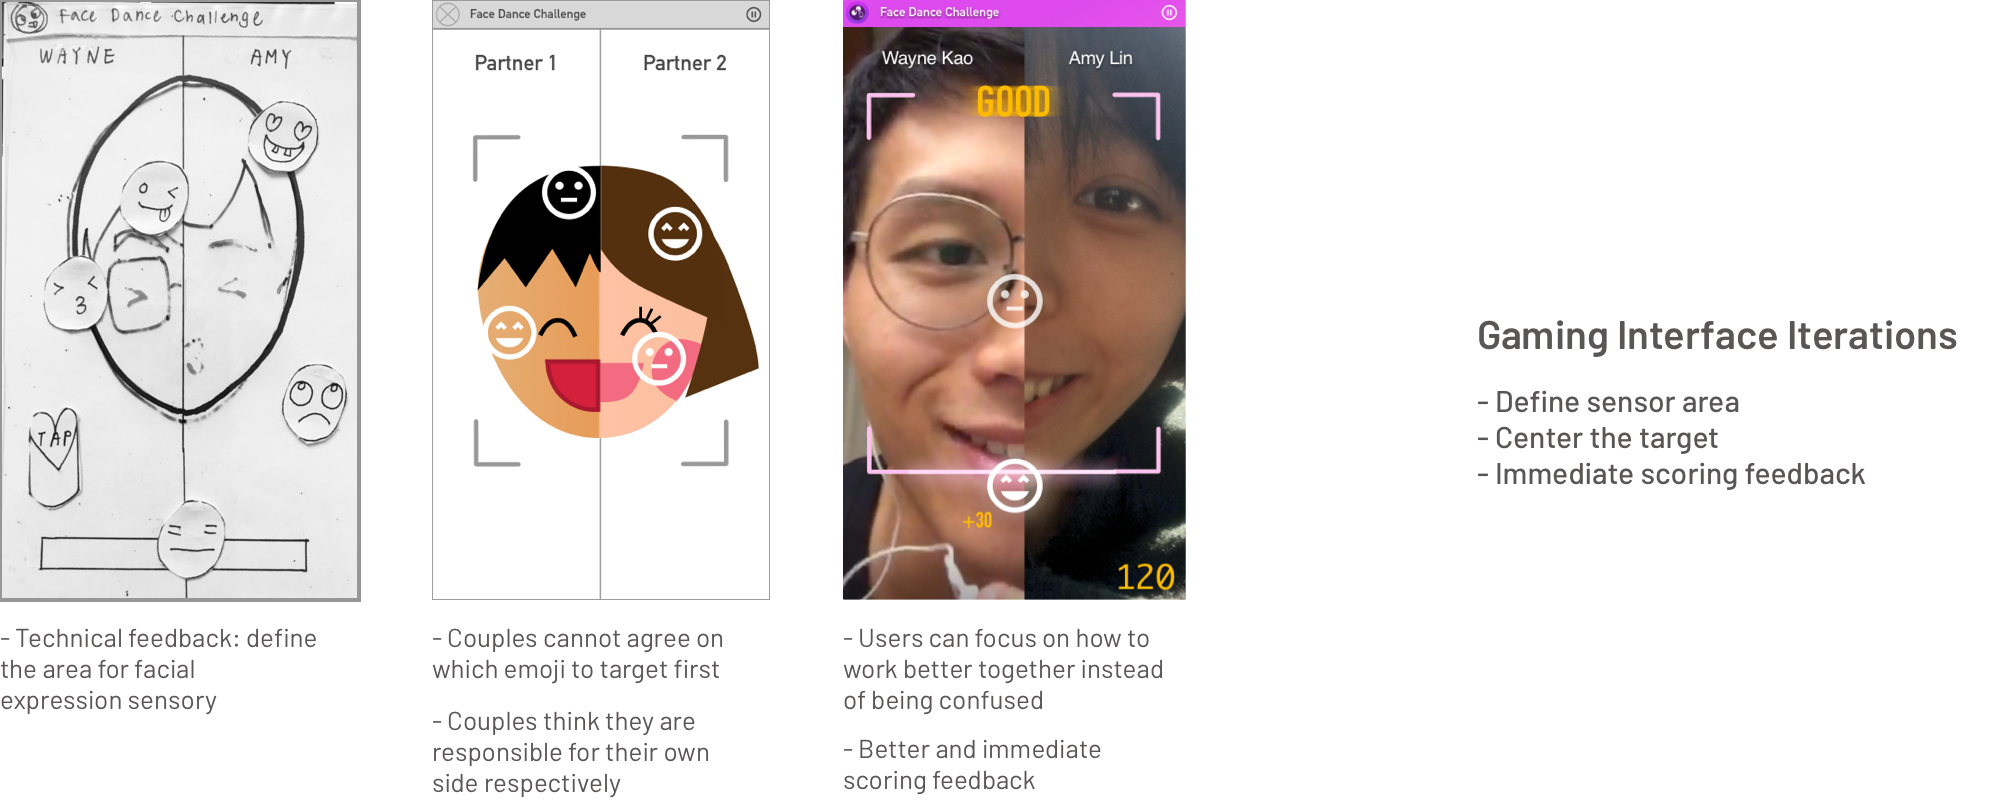 Face Dance Challenge
WAYNE
AMY
TAP
Face Dance Challenge
Partner 1
Partner 2
Face Dance Challenge
Wayne Kao
Amy Lin
GOOD
+30
120
- Technical feedback: define
the area for facial
expression sensory
- Couples cannot agree on
which emoji to target first
- Couples think they are
responsible for their own
side respectively
- Users can focus on how to
work better together instead
of being confused
- Better and immediate
scoring feedback
Gaming Interface Iterations
- Define sensor area
- Center the target
- Immediate scoring feedback